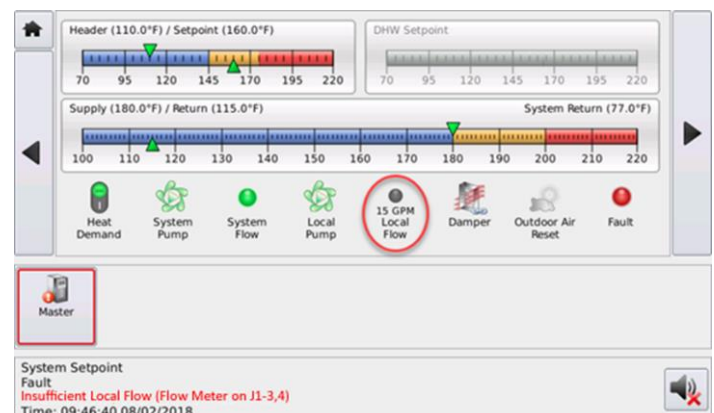 Header (110.0°F) / Setpoint (160.0°F)
70 95 120 145 170 195 220
DHW Setpoint
70 95 120 145 170 195 220
Supply (180.0°F) / Return (115.0°F) System Return (77.0°F)
100 110 120 130 140 150 160 170 180 190 200 210 220
Heat
Demand
System
Pump
System
Flow
Local
Pump
15 GPM
Local
Flow
Damper
Outdoor Air
Reset
Fault
Master
System Setpoint
Fault
Insufficient Local Flow (Flow Meter on J1-3,4)
Time: 09:46:40 08/02/2018